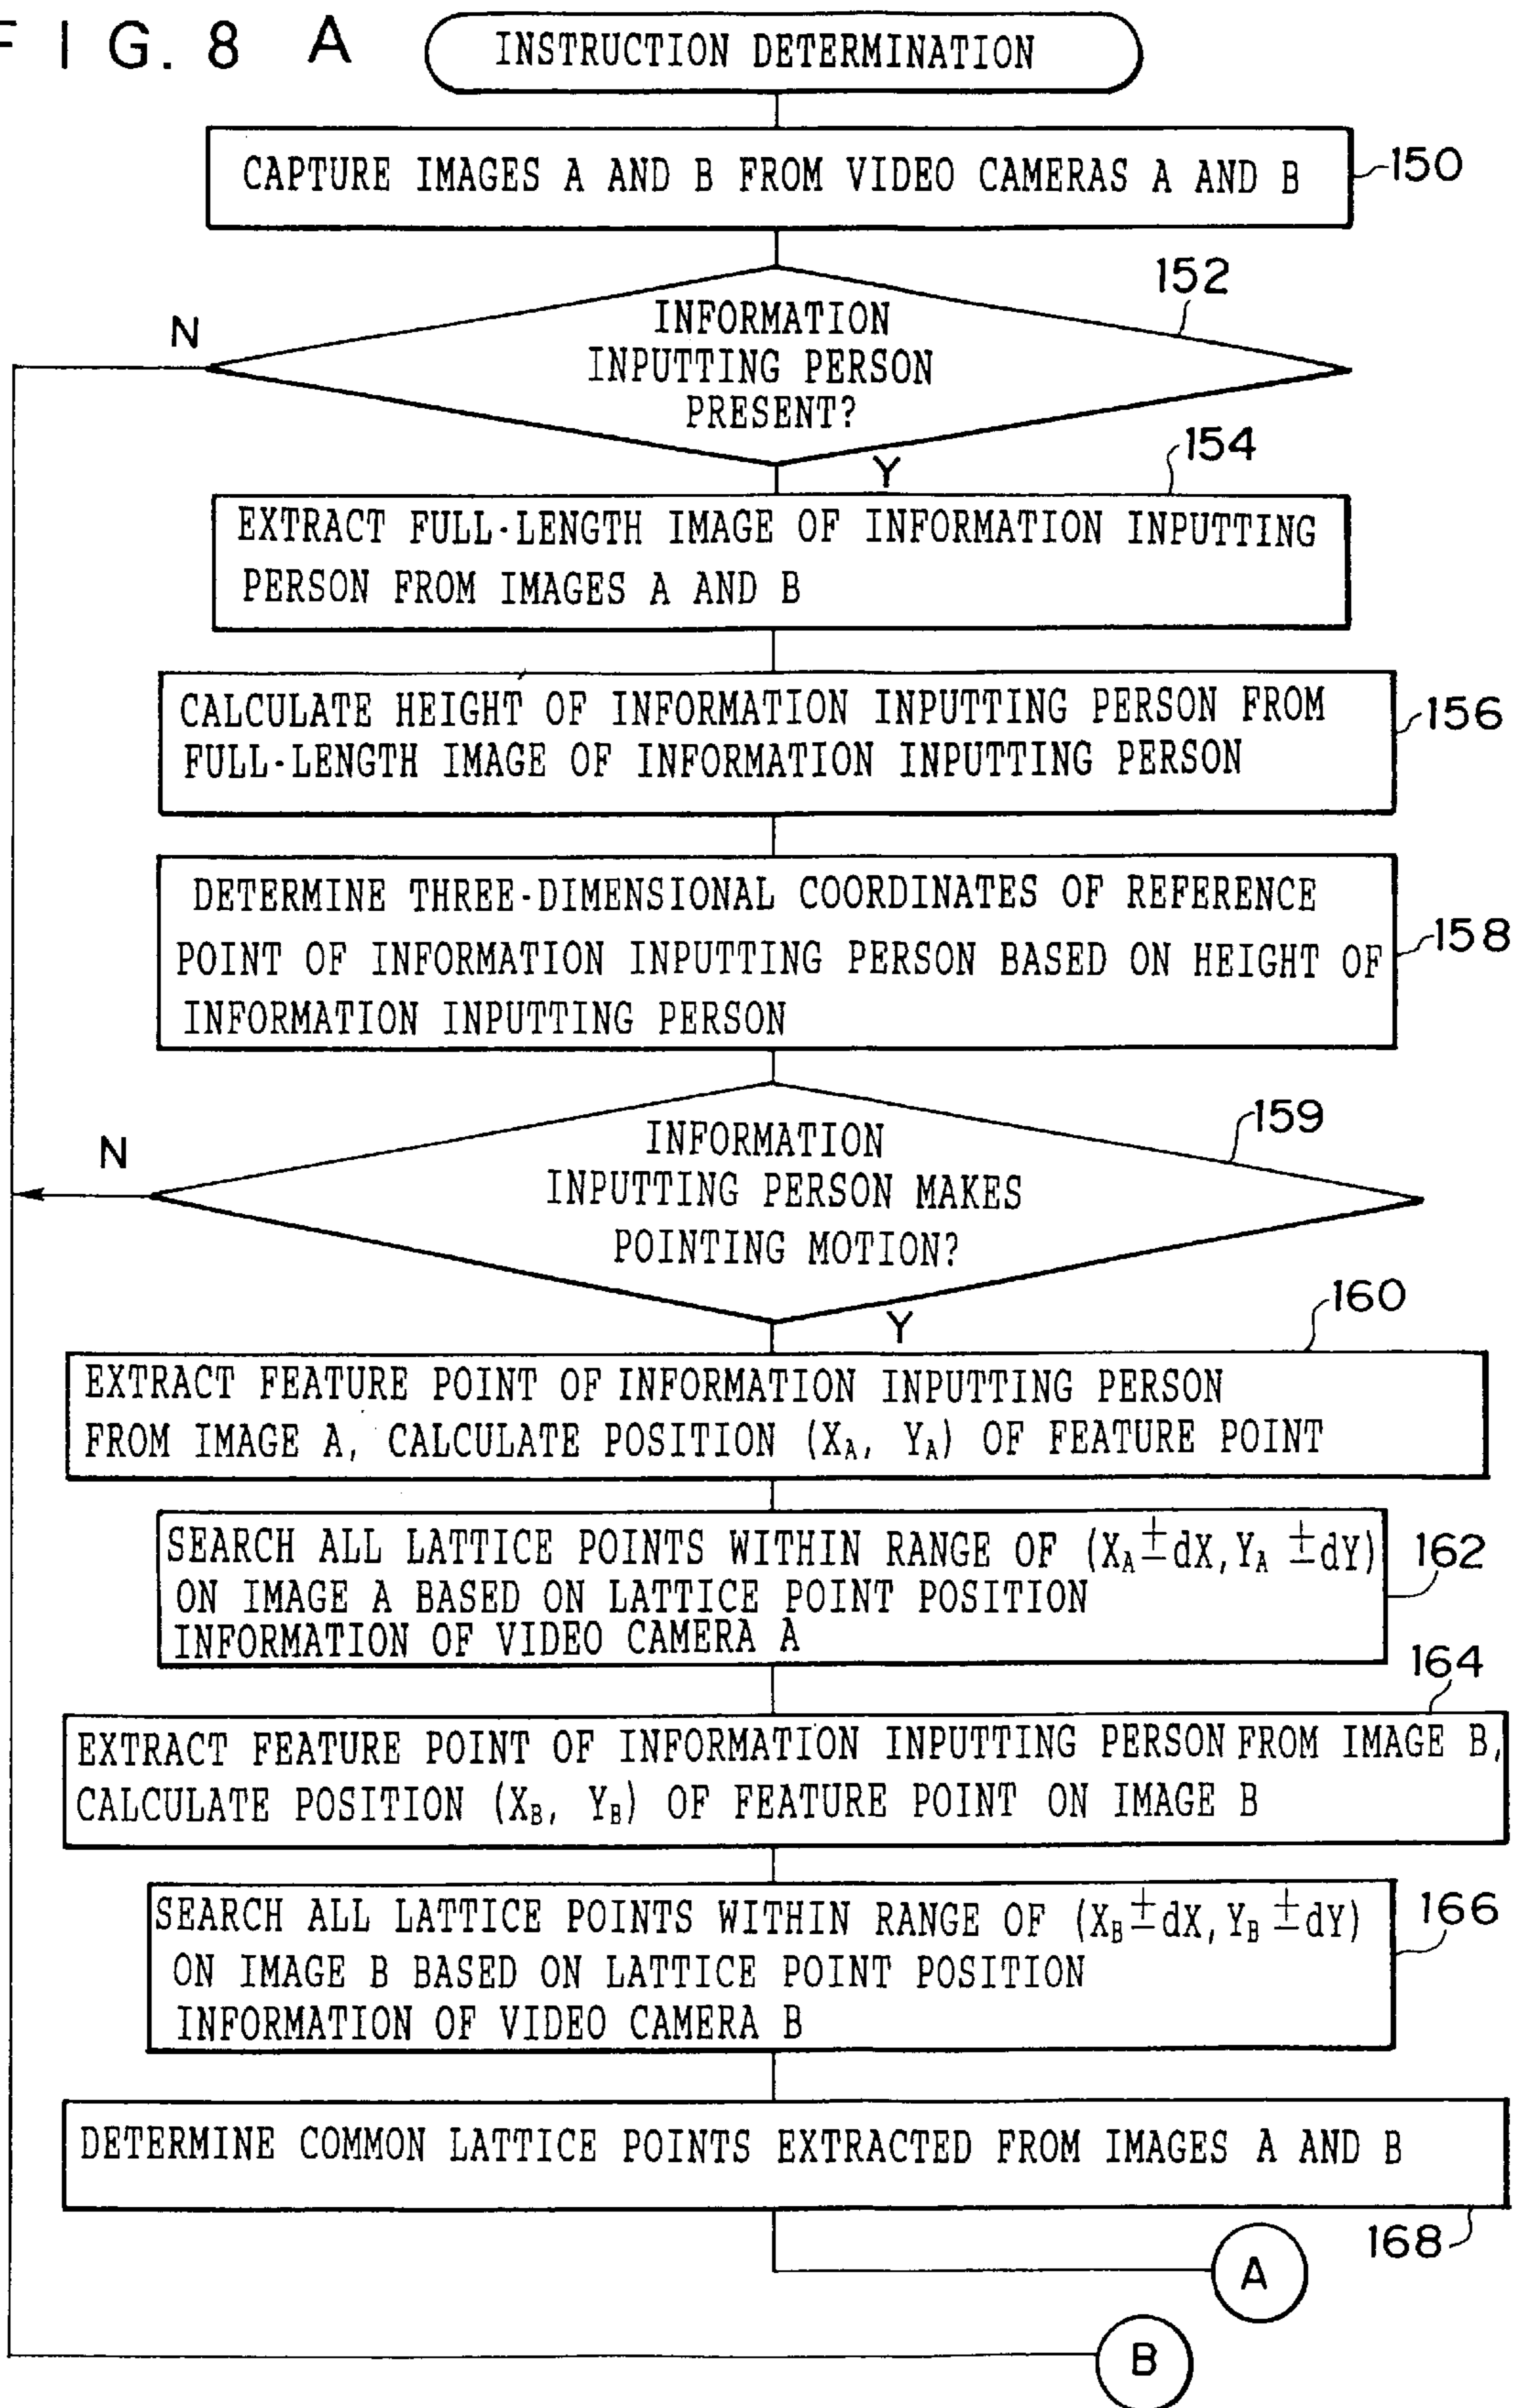 FIG. 8 A
INSTRUCTION DETERMINATION
CAPTURE IMAGES A AND B FROM VIDEO CAMERAS A AND B
150
152
N
INFORMATION
INPUTTING PERSON
PRESENT?
Y
154
EXTRACT FULL-LENGTH IMAGE OF INFORMATION INPUTTING
PERSON FROM IMAGES A AND B
CALCULATE HEIGHT OF INFORMATION INPUTTING PERSON FROM
FULL-LENGTH IMAGE OF INFORMATION INPUTTING PERSON
156
DETERMINE THREE-DIMENSIONAL COORDINATES OF REFERENCE
POINT OF INFORMATION INPUTTING PERSON BASED ON HEIGHT OF
INFORMATION INPUTTING PERSON
158
159
N
INFORMATION
INPUTTING PERSON MAKES
POINTING MOTION?
Y
160
EXTRACT FEATURE POINT OF INFORMATION INPUTTING PERSON
FROM IMAGE A, CALCULATE POSITION (XA, YA) OF FEATURE POINT
SEARCH ALL LATTICE POINTS WITHIN RANGE OF (XA±dX, YA ±dY)
ON IMAGE A BASED ON LATTICE POINT POSITION
INFORMATION OF VIDEO CAMERA A
162
164
EXTRACT FEATURE POINT OF INFORMATION INPUTTING PERSON FROM IMAGE B,
CALCULATE POSITION (XB, YB) OF FEATURE POINT ON IMAGE B
SEARCH ALL LATTICE POINTS WITHIN RANGE OF (XB±dX, YB ±dY)
ON IMAGE B BASED ON LATTICE POINT POSITION
INFORMATION OF VIDEO CAMERA B
166
DETERMINE COMMON LATTICE POINTS EXTRACTED FROM IMAGES A AND B
168
A
B